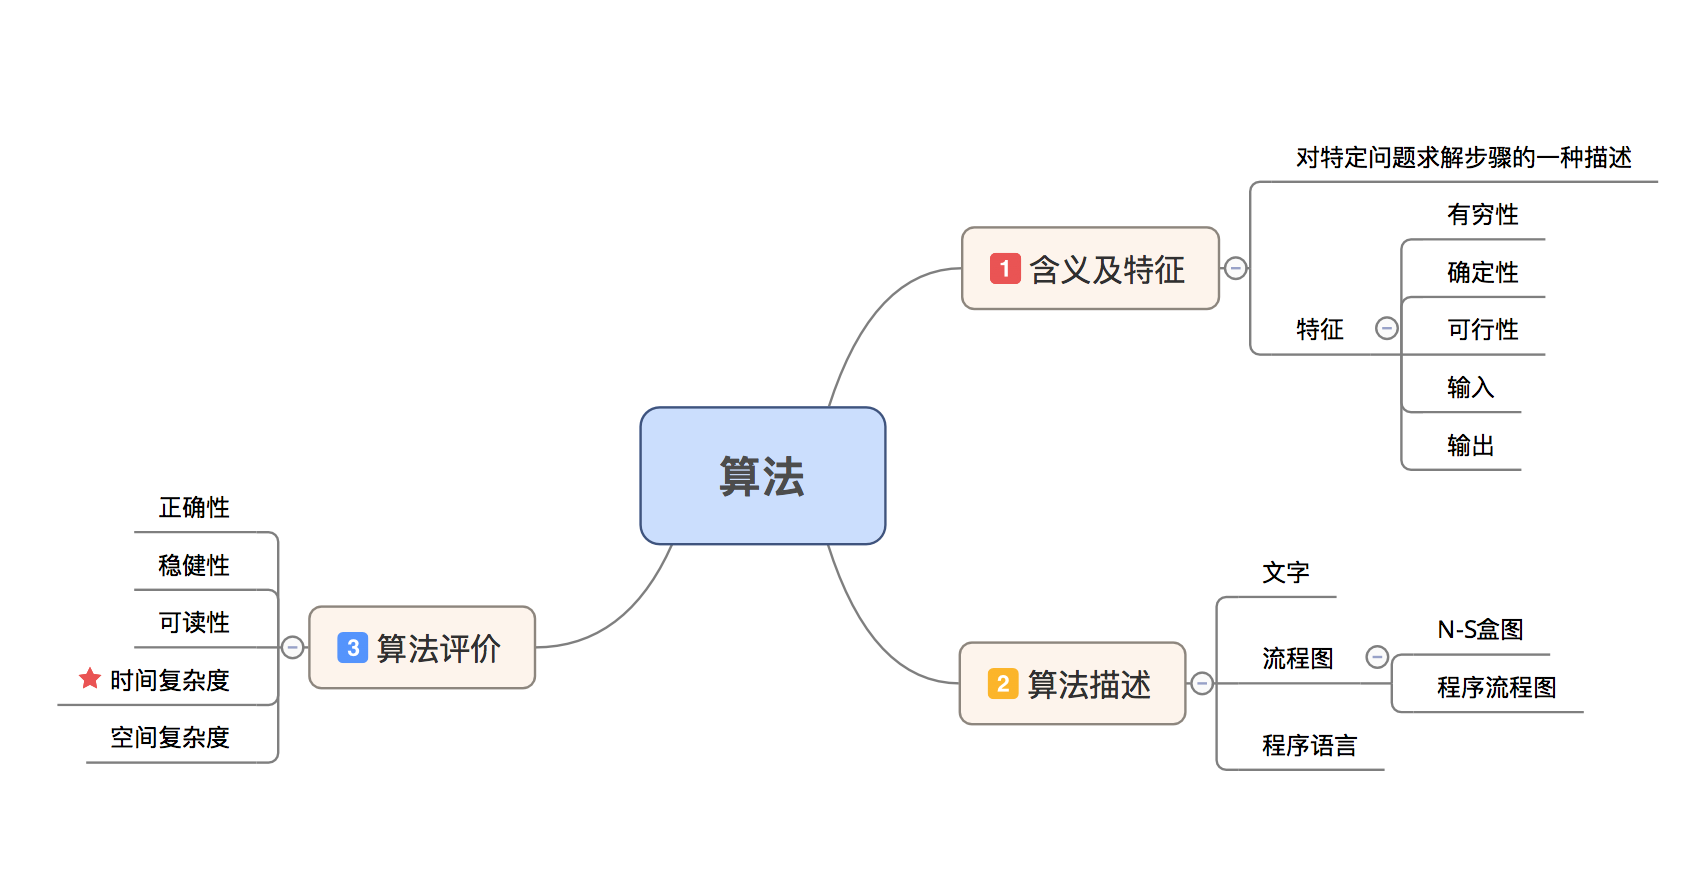 算法
1 含义及特征
对特定问题求解步骤的一种描述
特征
有穷性
确定性
可行性
输入
输出
2 算法描述
文字
流程图
N-S盒图
程序流程图
程序语言
3 算法评价
正确性
稳健性
可读性
时间复杂度
空间复杂度